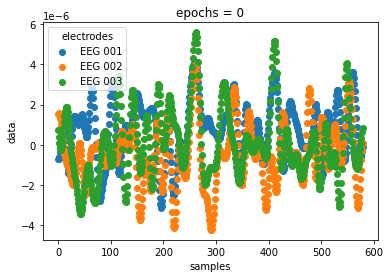 epochs = 0
1e−6
electrodes
EEG 001
EEG 002
EEG 003
6
4
2
0
−2
−4
data
0
100
200
300
400
500
600
samples